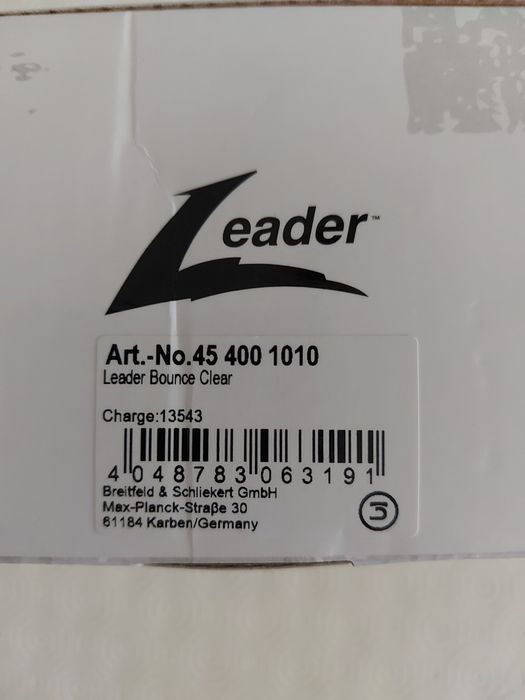 Leader™
Art.-No.45 400 1010
Leader Bounce Clear
Charge:13543
4 048783 063191
Breitfeld & Schliekert GmbH
Max-Planck-Straße 30
61184 Karben/Germany